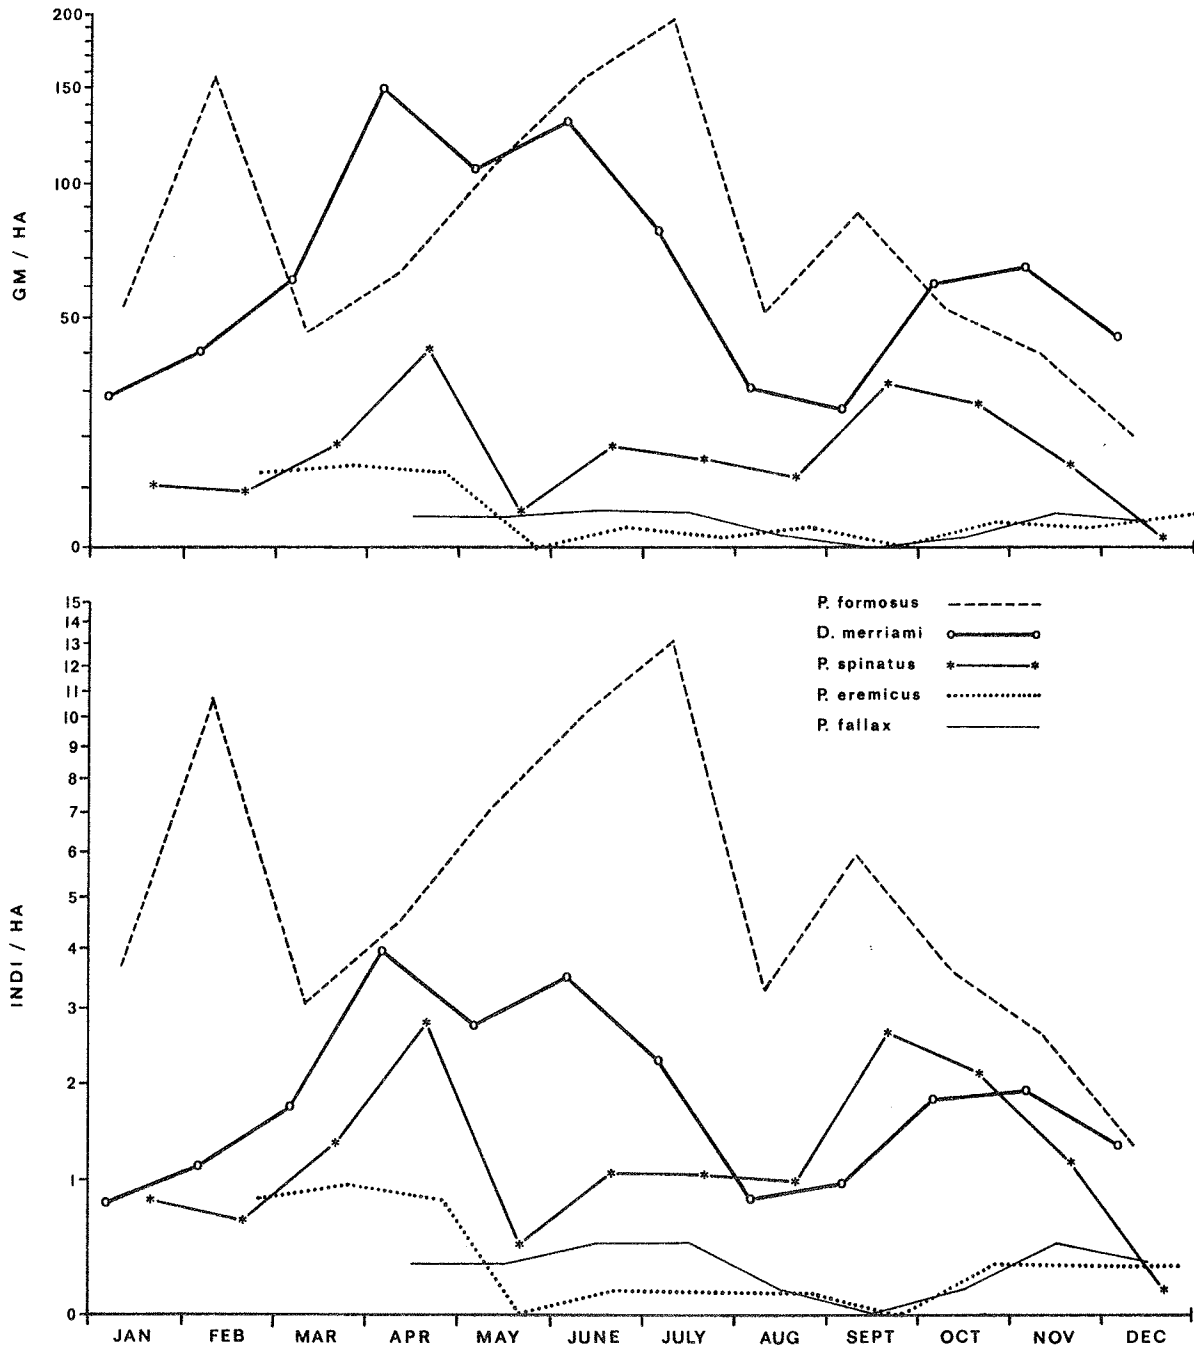 200
150
100
50
0
GM / HA
15
14
13
12
11
10
9
8
7
6
5
4
3
2
1
0
INDI / HA
P. formosus
D. merriami
P. spinatus
P. eremicus
P. fallax
JAN FEB MAR APR MAY JUNE JULY AUG SEPT OCT NOV DEC